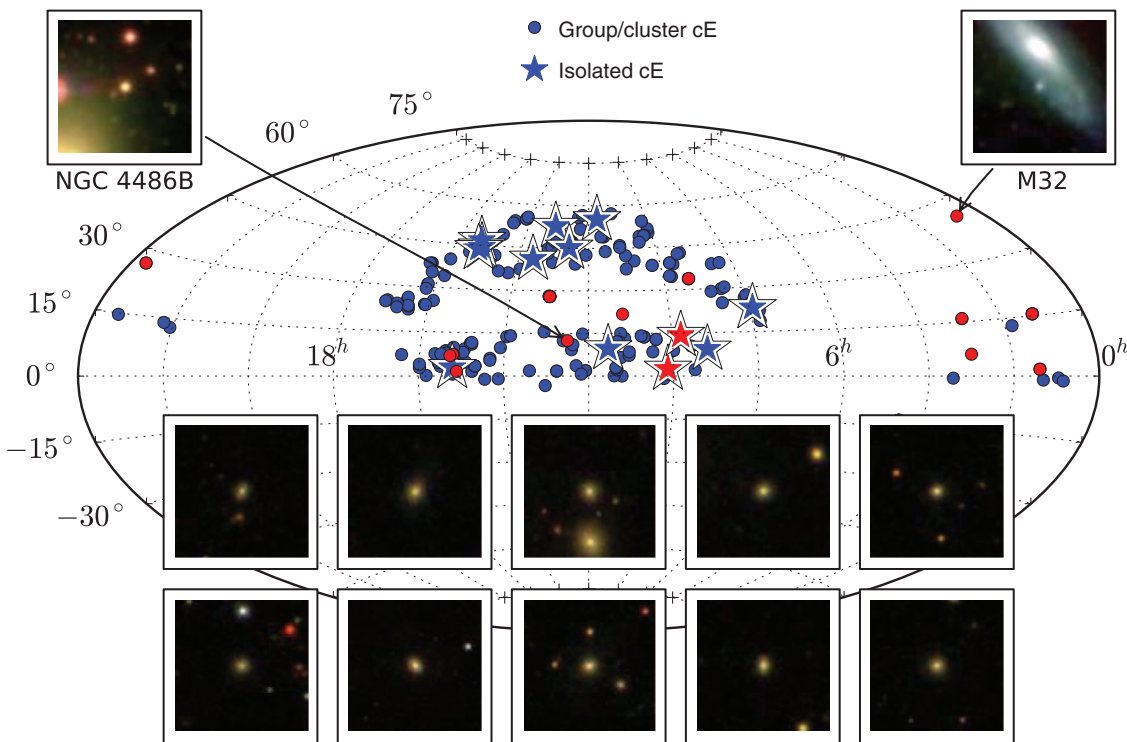 Group/cluster cE
Isolated cE
NGC 4486B
M32
75°
60°
30°
15°
0°
−15°
−30°
18ʰ
6ʰ
0ʰ